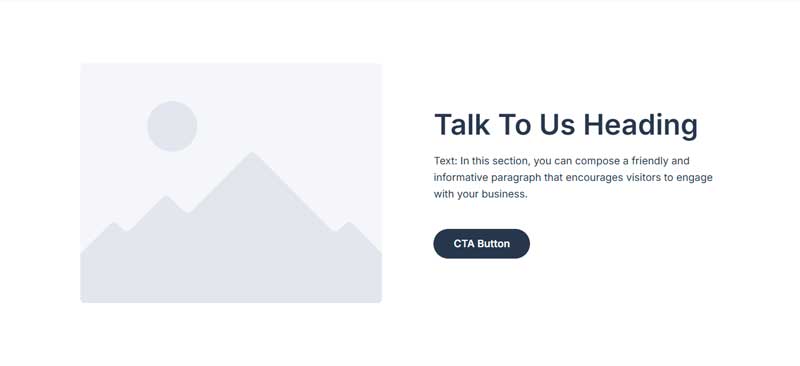 Talk To Us Heading
Text: In this section, you can compose a friendly and
informative paragraph that encourages visitors to engage
with your business.
CTA Button